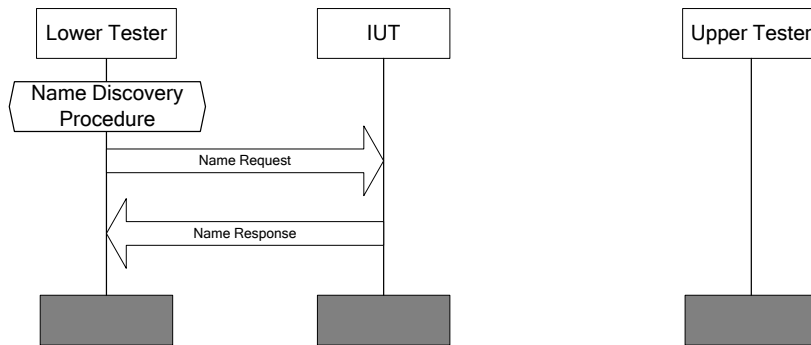 Lower Tester
IUT
Upper Tester
Name Discovery
Procedure
Name Request
Name Response